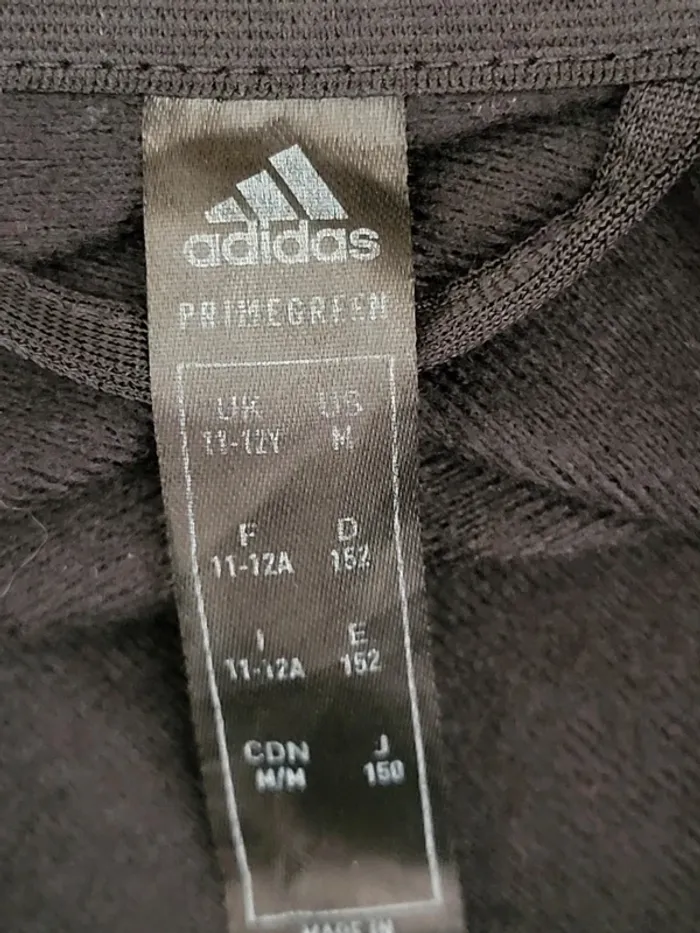 adidas
PRIMEGREEN
UK US
11-12Y M
F D
11-12A 152
I E
11-12A 152
CDN J
M/M 150
MADE IN